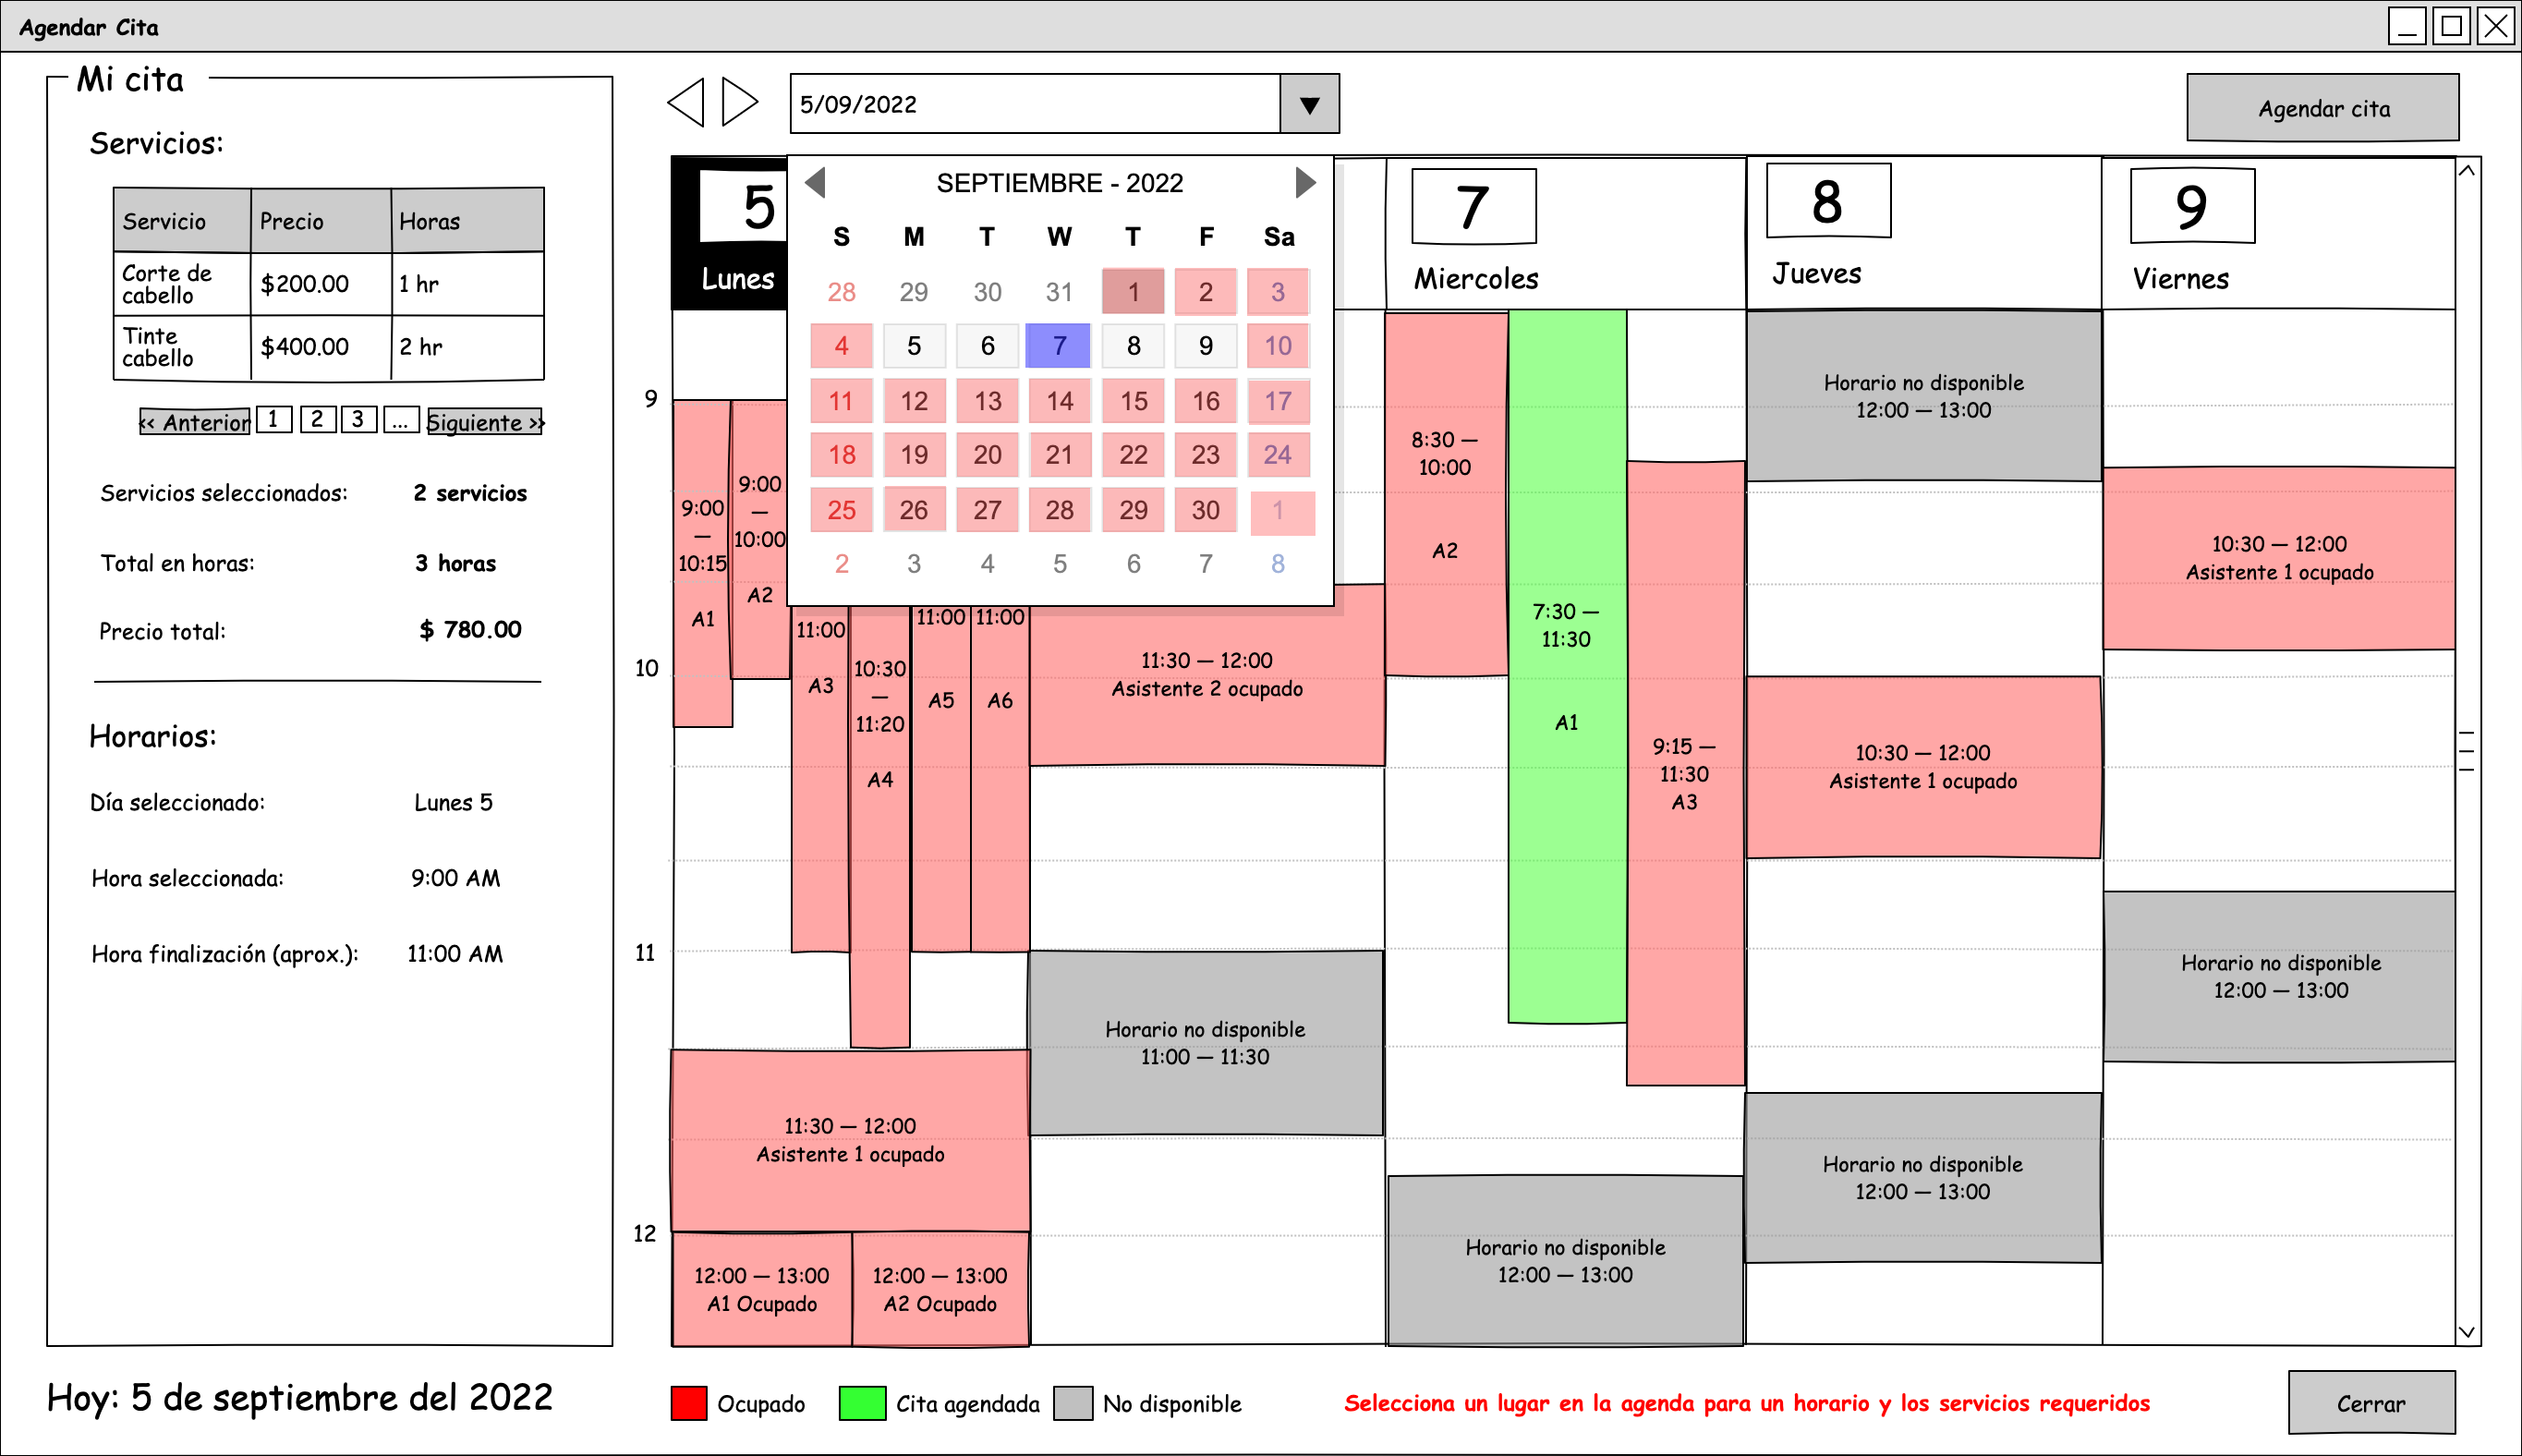 Agendar Cita
Mi cita
Servicios:
Servicio Precio Horas
Corte de
cabello
$200.00
1 hr
Tinte
cabello
$400.00
2 hr
<< Anterior 1 2 3 ... Siguiente >>
Servicios seleccionados: 2 servicios
Total en horas: 3 horas
Precio total: $ 780.00
Horarios:
Día seleccionado: Lunes 5
Hora seleccionada: 9:00 AM
Hora finalización (aprox.): 11:00 AM
Hoy: 5 de septiembre del 2022
5/09/2022
Agendar cita
5
Lunes
7
Miercoles
8
Jueves
9
Viernes
SEPTIEMBRE - 2022
S M T W T F Sa
28 29 30 31 1 2 3
4 5 6 7 8 9 10
11 12 13 14 15 16 17
18 19 20 21 22 23 24
25 26 27 28 29 30 1
2 3 4 5 6 7 8
9
10
11
12
9:00
—
10:15
A1
9:00
—
10:00
A2
11:00
A3
10:30
—
11:20
A4
11:00
A5
11:00
A6
11:30 — 12:00
Asistente 1 ocupado
12:00 — 13:00
A1 Ocupado
12:00 — 13:00
A2 Ocupado
11:30 — 12:00
Asistente 2 ocupado
Horario no disponible
11:00 — 11:30
8:30 —
10:00
A2
7:30 —
11:30
A1
9:15 —
11:30
A3
Horario no disponible
12:00 — 13:00
Horario no disponible
12:00 — 13:00
10:30 — 12:00
Asistente 1 ocupado
Horario no disponible
12:00 — 13:00
10:30 — 12:00
Asistente 1 ocupado
Horario no disponible
12:00 — 13:00
Ocupado
Cita agendada
No disponible
Selecciona un lugar en la agenda para un horario y los servicios requeridos
Cerrar